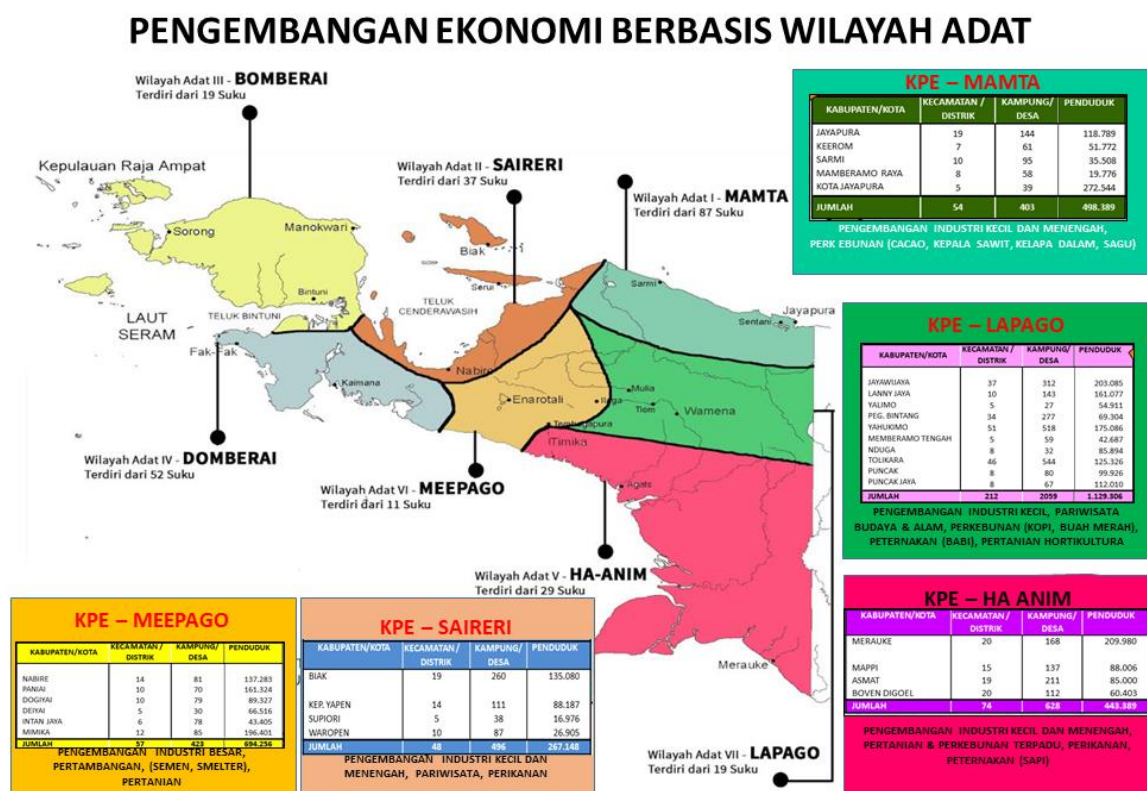 PENGEMBANGAN EKONOMI BERBASIS WILAYAH ADAT
Wilayah Adat III - BOMBERAI
Terdiri dari 19 Suku
Kepulauan Raja Ampat
Wilayah Adat II - SAIRERI
Terdiri dari 37 Suku
Wilayah Adat I - MAMTA
Terdiri dari 87 Suku
Sorong
Manokwari
Biak
Serui
Sarmi
Bintuni
TELUK
CENDERAWASIH
Jayapura
Sentani
LAUT
SERAM
TELUK BINTUNI
Fak-Fak
Kaimana
Nabire
Enarotali
Ilaga
Mulia
Tiom
Wamena
Tembagapura
Timika
Agats
Merauke
Wilayah Adat IV - DOMBERAI
Terdiri dari 52 Suku
Wilayah Adat VI - MEEPAGO
Terdiri dari 11 Suku
Wilayah Adat V - HA-ANIM
Terdiri dari 29 Suku
Wilayah Adat VII - LAPAGO
Terdiri dari 19 Suku
KPE – MAMTA
KABUPATEN/KOTA KECAMATAN / DISTRIK KAMPUNG/ DESA PENDUDUK
JAYAPURA 19 144 118.789
KEEROM 7 61 51.772
SARMI 10 95 35.508
MAMBERAMO RAYA 8 58 19.776
KOTA JAYAPURA 5 39 272.544
JUMLAH 54 403 498.389
PENGEMBANGAN INDUSTRI KECIL DAN MENENGAH,
PERK EBUNAN (CACAO, KEPALA SAWIT, KELAPA DALAM, SAGU)
KPE – LAPAGO
KABUPATEN/KOTA KECAMATAN / DISTRIK KAMPUNG/ DESA PENDUDUK
JAYAWIJAYA 37 312 203.085
LANNY JAYA 10 143 161.077
YALIMO 5 27 54.911
PEG. BINTANG 34 277 69.304
YAHUKIMO 51 518 175.086
MEMBERAMO TENGAH 5 59 42.687
NDUGA 8 32 85.894
TOLIKARA 46 544 125.326
PUNCAK 8 80 99.926
PUNCAK JAYA 8 67 112.010
JUMLAH 212 2059 1.129.306
PENGEMBANGAN INDUSTRI KECIL, PARIWISATA
BUDAYA & ALAM, PERKEBUNAN (KOPI, BUAH MERAH),
PETERNAKAN (BABI), PERTANIAN HORTIKULTURA
KPE – HA ANIM
KABUPATEN/KOTA KECAMATAN / DISTRIK KAMPUNG/ DESA PENDUDUK
MERAUKE 20 168 209.980
MAPPI 15 137 88.006
ASMAT 19 211 85.000
BOVEN DIGOEL 20 112 60.403
JUMLAH 74 628 443.389
PENGEMBANGAN INDUSTRI KECIL DAN MENENGAH,
PERTANIAN & PERKEBUNAN TERPADU, PERIKANAN,
PETERNAKAN (SAPI)
KPE – MEEPAGO
KABUPATEN/KOTA KECAMATAN / DISTRIK KAMPUNG/ DESA PENDUDUK
NABIRE 14 81 137.283
PANIAI 10 70 161.324
DOGIYAI 10 79 89.327
DEIYAI 5 30 66.516
INTAN JAYA 6 78 43.405
MIMIKA 12 85 196.401
JUMLAH 57 423 694.256
PENGEMBANGAN INDUSTRI BESAR,
PERTAMBANGAN, (SEMEN, SMELTER),
PERTANIAN
KPE – SAIRERI
KABUPATEN/KOTA KECAMATAN / DISTRIK KAMPUNG/ DESA PENDUDUK
BIAK 19 260 135.080
KEP. YAPEN 14 111 88.187
SUPIORI 5 38 16.976
WAROPEN 10 87 26.905
JUMLAH 48 496 267.148
PENGEMBANGAN INDUSTRI KECIL DAN
MENENGAH, PARIWISATA, PERIKANAN